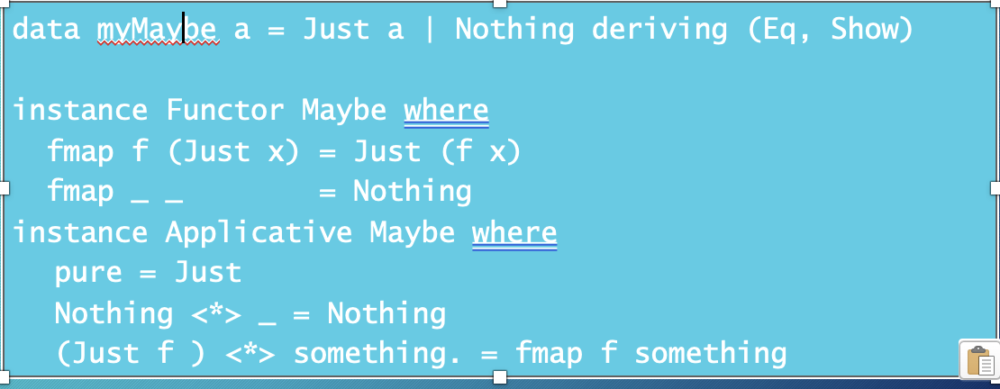 data myMaybe a = Just a | Nothing deriving (Eq, Show)
instance Functor Maybe where
fmap f (Just x) = Just (f x)
fmap _ _ = Nothing
instance Applicative Maybe where
pure = Just
Nothing <*> _ = Nothing
(Just f ) <*> something. = fmap f something